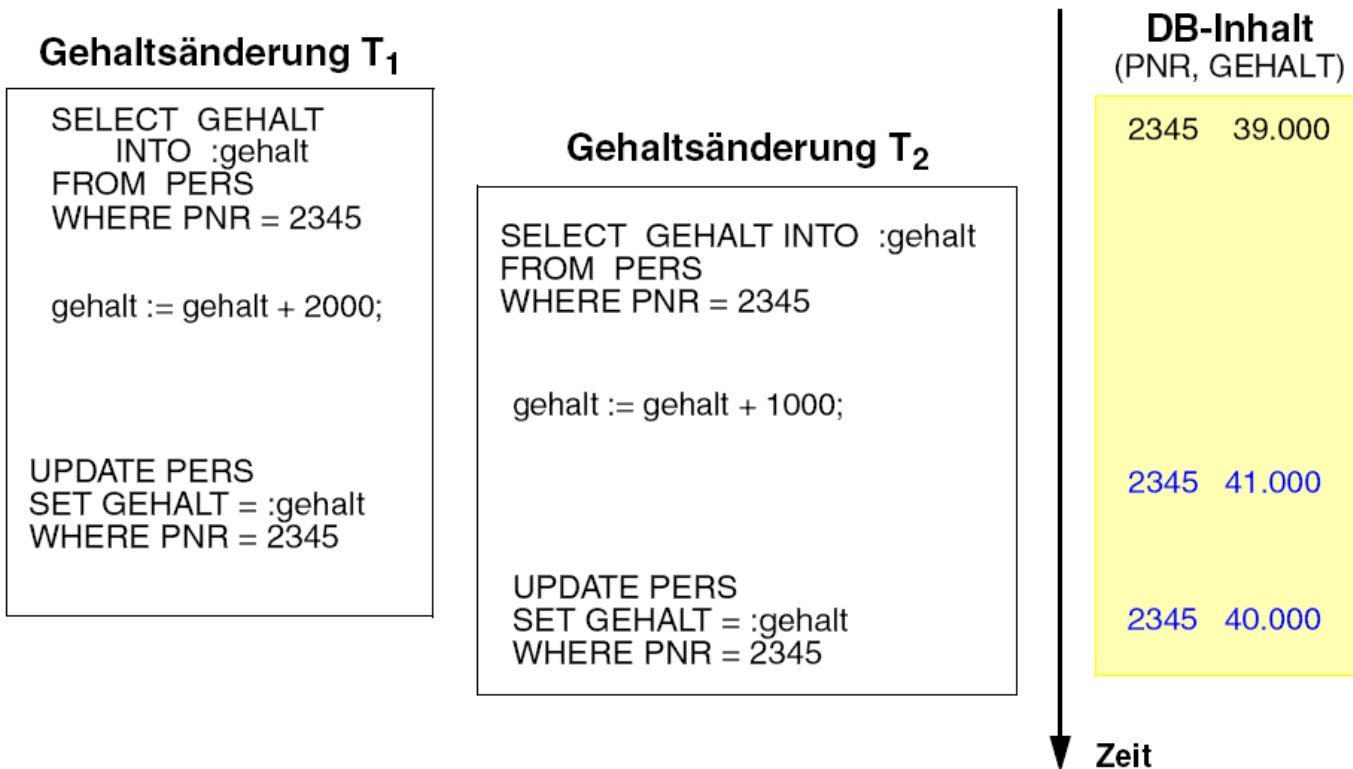 Gehaltsänderung T1
SELECT GEHALT
INTO :gehalt
FROM PERS
WHERE PNR = 2345
gehalt := gehalt + 2000;
UPDATE PERS
SET GEHALT = :gehalt
WHERE PNR = 2345
Gehaltsänderung T2
SELECT GEHALT INTO :gehalt
FROM PERS
WHERE PNR = 2345
gehalt := gehalt + 1000;
UPDATE PERS
SET GEHALT = :gehalt
WHERE PNR = 2345
DB-Inhalt
(PNR, GEHALT)
2345 39.000
2345 41.000
2345 40.000
Zeit